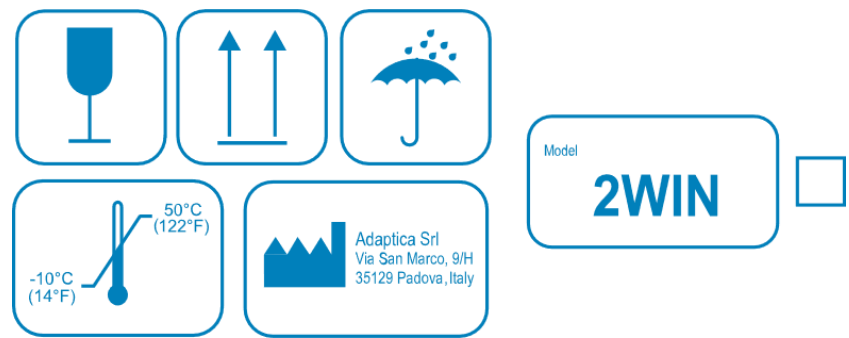 Model
2WIN
50°C
(122°F)
-10°C
(14°F)
Adaptica Srl
Via San Marco, 9/H
35129 Padova, Italy